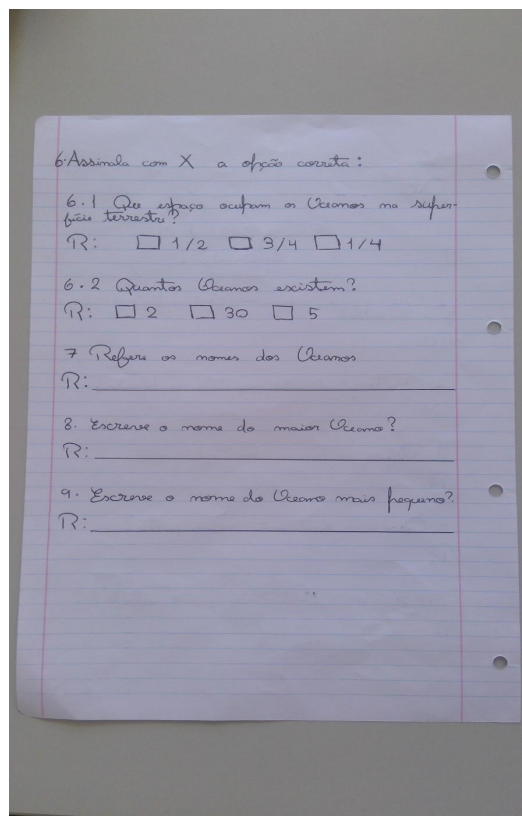 6. Assinala com X a opção correta:
6.1 Que espaço ocupam os Oceanos na super-
fície terrestre?
R: 1/2 3/4 1/4
6.2 Quantos Oceanos existem?
R: 2 30 5
7 Refere os nomes dos Oceanos
R:
8. Escreve o nome do maior Oceano?
R:
9. Escreve o nome do Oceano mais pequeno?
R: